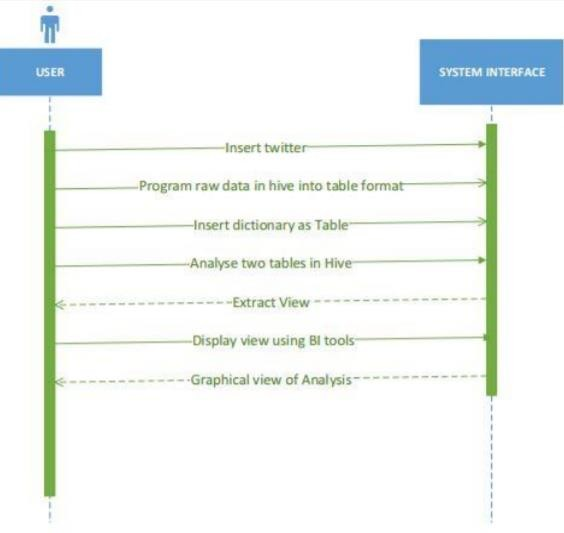 USER
SYSTEM INTERFACE
Insert twitter
Program raw data in hive into table format
Insert dictionary as Table
Analyse two tables in Hive
Extract View
Display view using BI tools
Graphical view of Analysis